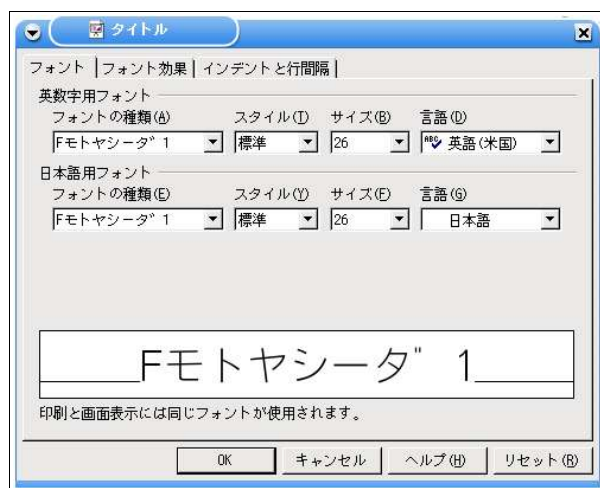 タイトル
フォント フォント効果 インデントと行間隔
英数字用フォント
フォントの種類(A) スタイル(T) サイズ(B) 言語(D)
Fモトヤシータ゛1 標準 26 ABC 英語(米国)
日本語用フォント
フォントの種類(E) スタイル(Y) サイズ(F) 言語(G)
Fモトヤシータ゛1 標準 26 日本語
Fモトヤシータ゛1
印刷と画面表示には同じフォントが使用されます。
OK キャンセル ヘルプ(H) リセット(R)